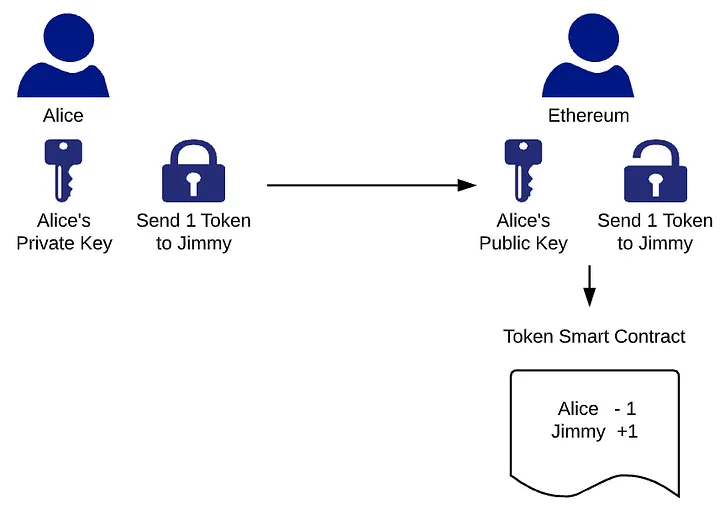 Alice
Ethereum
Alice's
Private Key
Send 1 Token
to Jimmy
Alice's
Public Key
Send 1 Token
to Jimmy
Token Smart Contract
Alice - 1
Jimmy +1